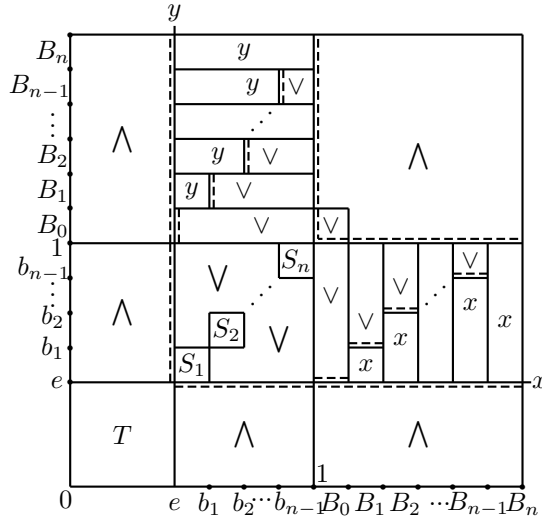 y
B_n y
B_{n-1} y ∨
⋮ ⋰
∧ B_2 y ∨ ∧
B_1 y ∨
B_0 ∨ ∨
1
b_{n-1} ∨ S_n ∨
⋮ ∧ ⋰ ∨ ∨ ∨ ⋰ x
b_2 S_2 ∨ x x
b_1 S_1 x
e x
T ∧ ∧
1
0 e b_1 b_2 ⋯ b_{n-1} B_0 B_1 B_2 ⋯ B_{n-1} B_n